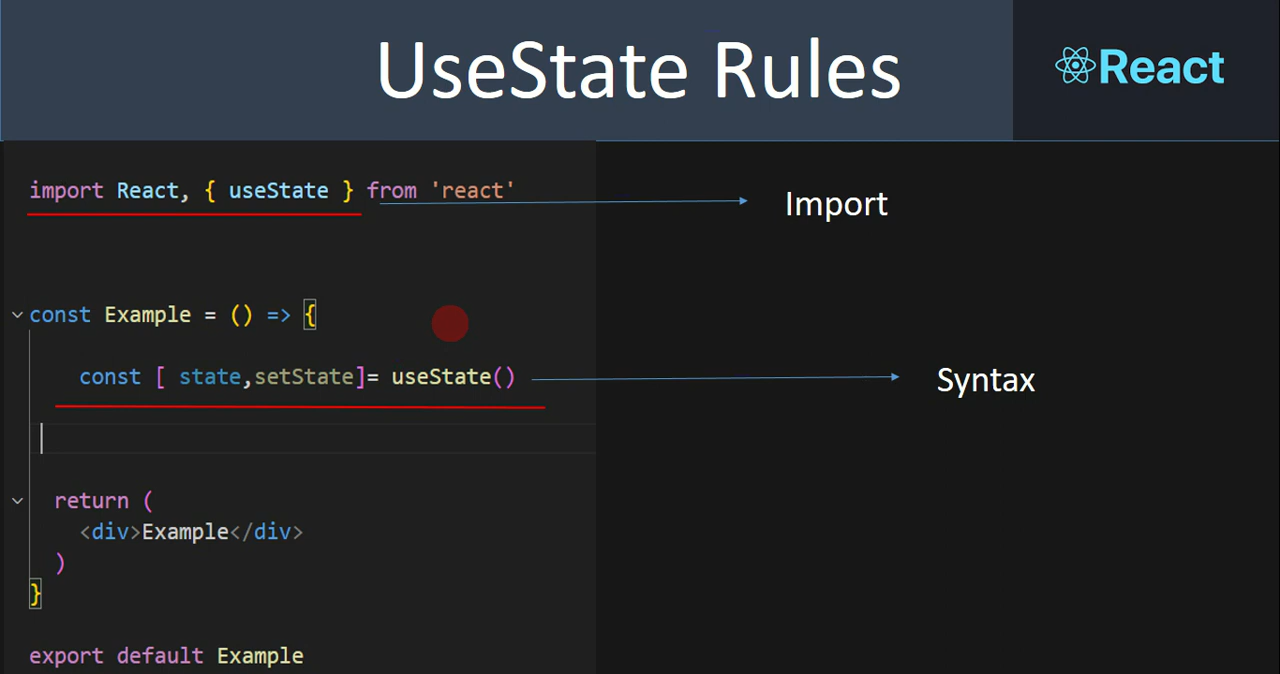 UseState Rules
React
import React, { useState } from 'react'
Import
const Example = () => {
const [ state,setState]= useState()
Syntax
return (
<div>Example</div>
)
}
export default Example